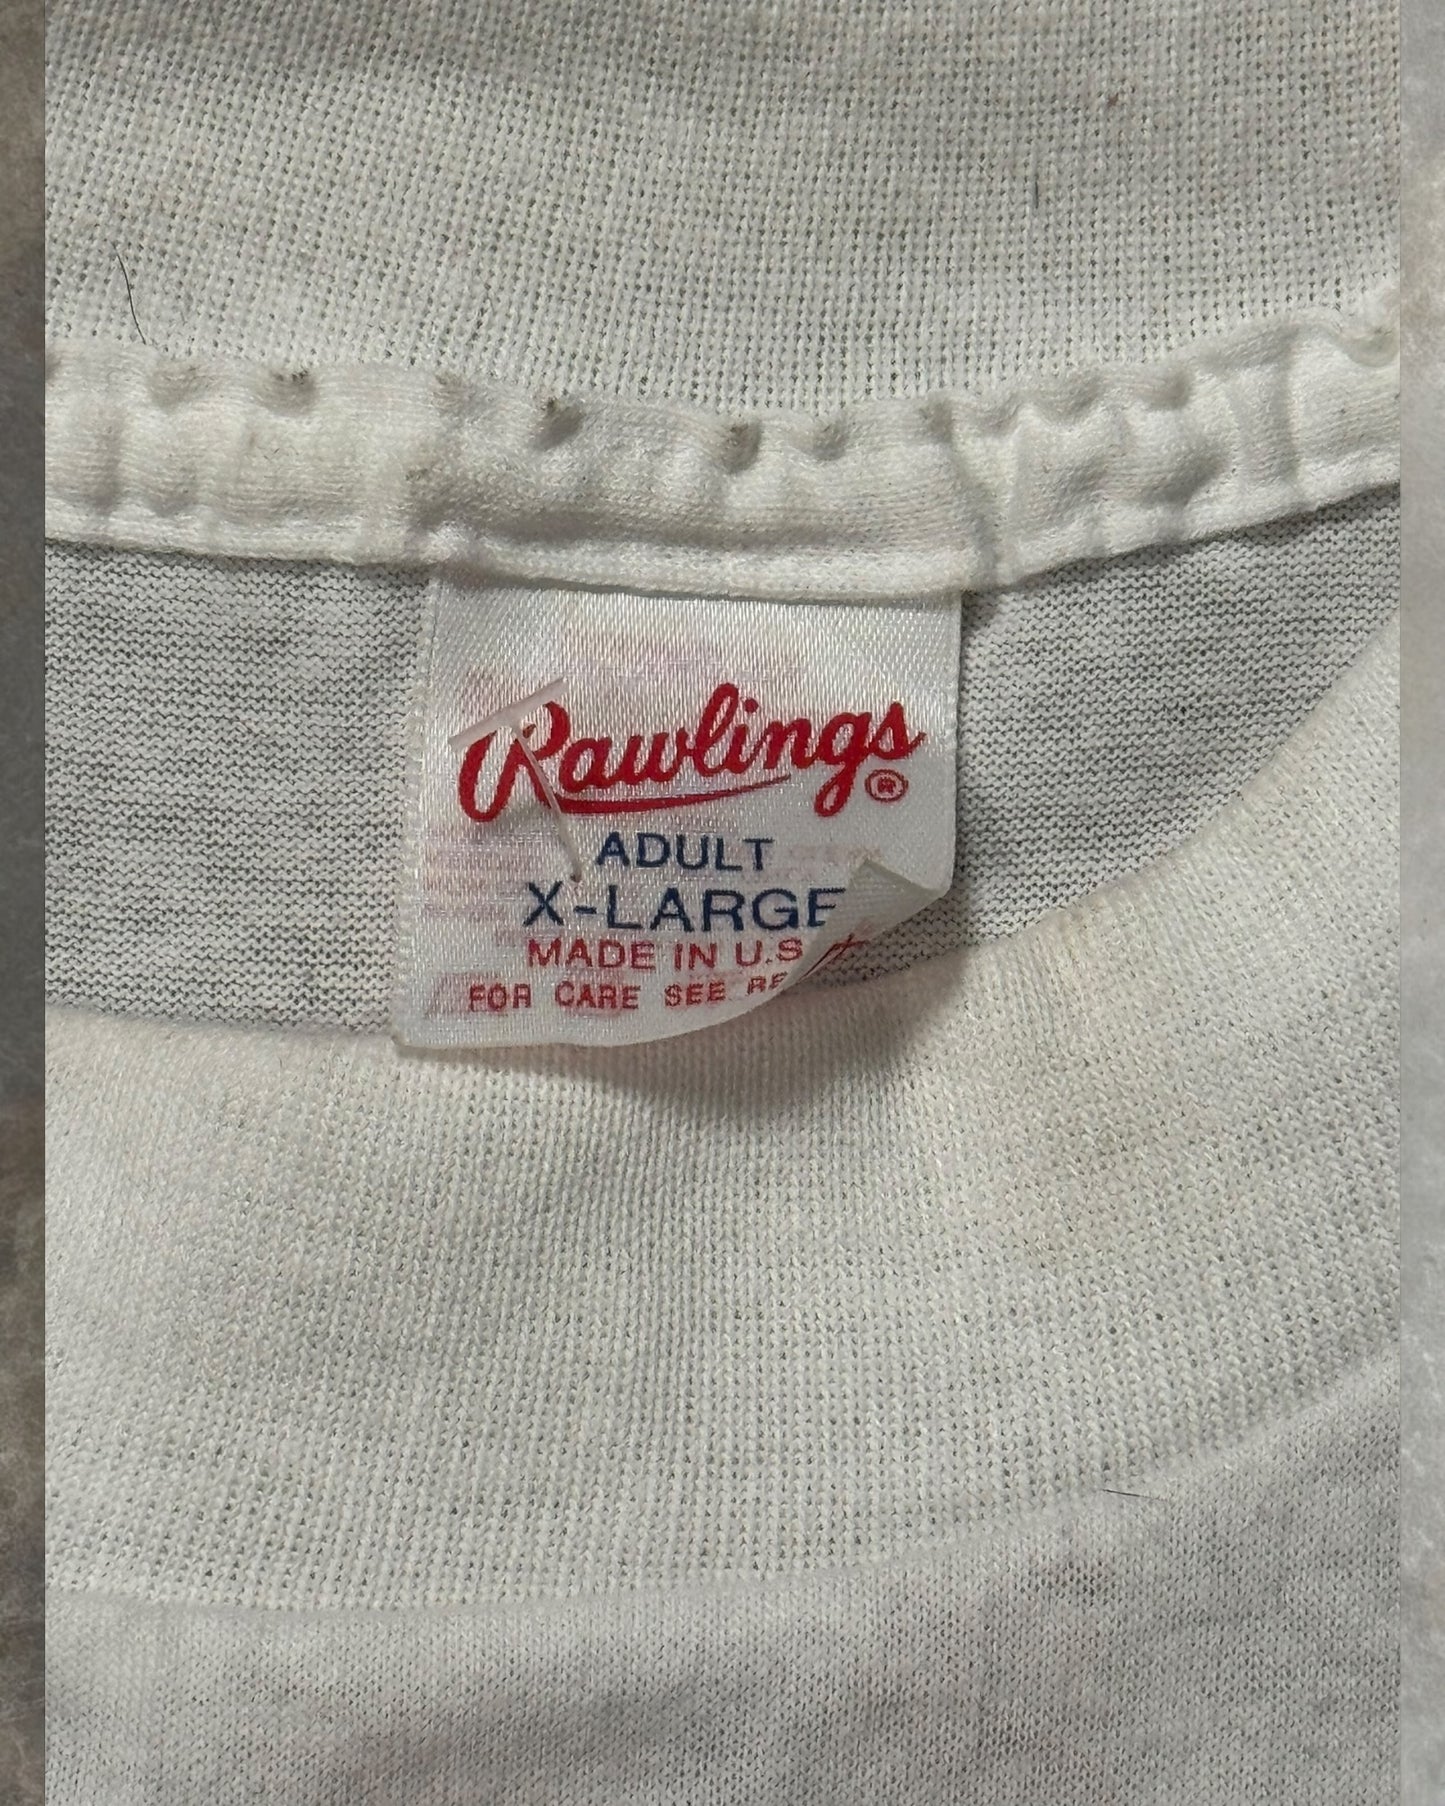 Rawlings®
ADULT
X-LARGE
MADE IN U.S
FOR CARE SEE RE